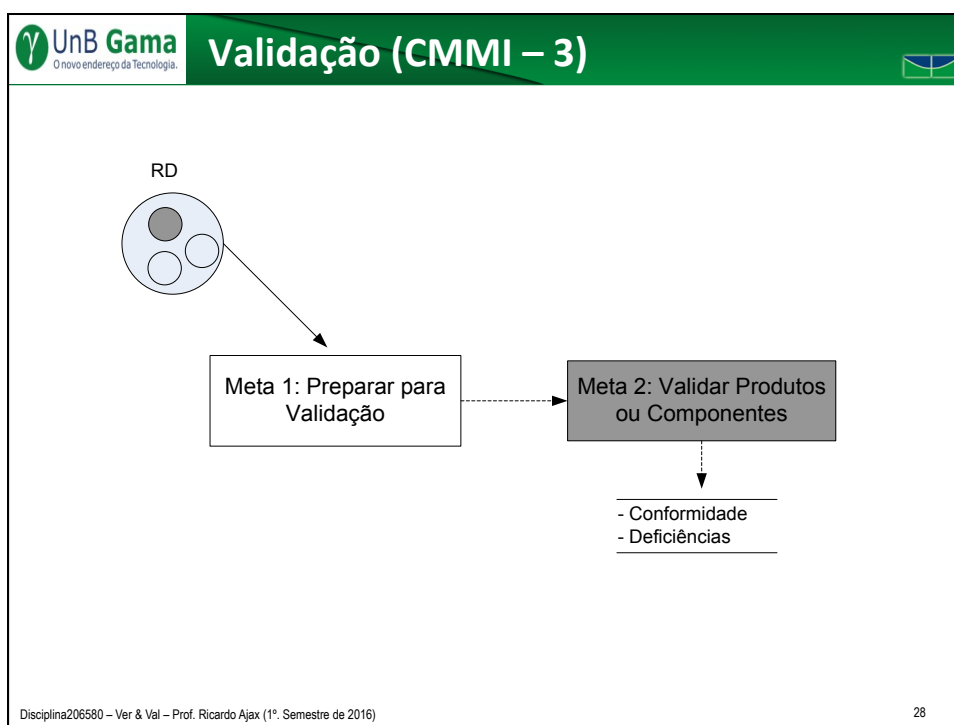 γ UnB Gama
O novo endereço da Tecnologia.
Validação (CMMI – 3)
RD
Meta 1: Preparar para
Validação
Meta 2: Validar Produtos
ou Componentes
- Conformidade
- Deficiências
Disciplina206580 – Ver & Val – Prof. Ricardo Ajax (1º. Semestre de 2016)
28